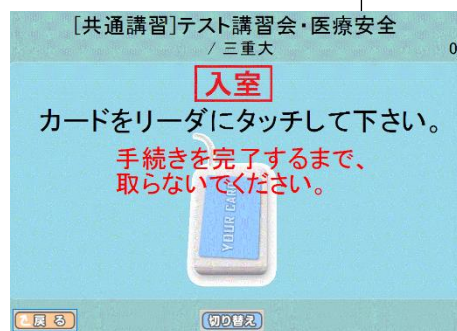 [共通講習]テスト講習会・医療安全
/ 三重大
0
入室
カードをリーダにタッチして下さい。
手続きを完了するまで、
取らないでください。
YOUR CARD
戻る
切り替え